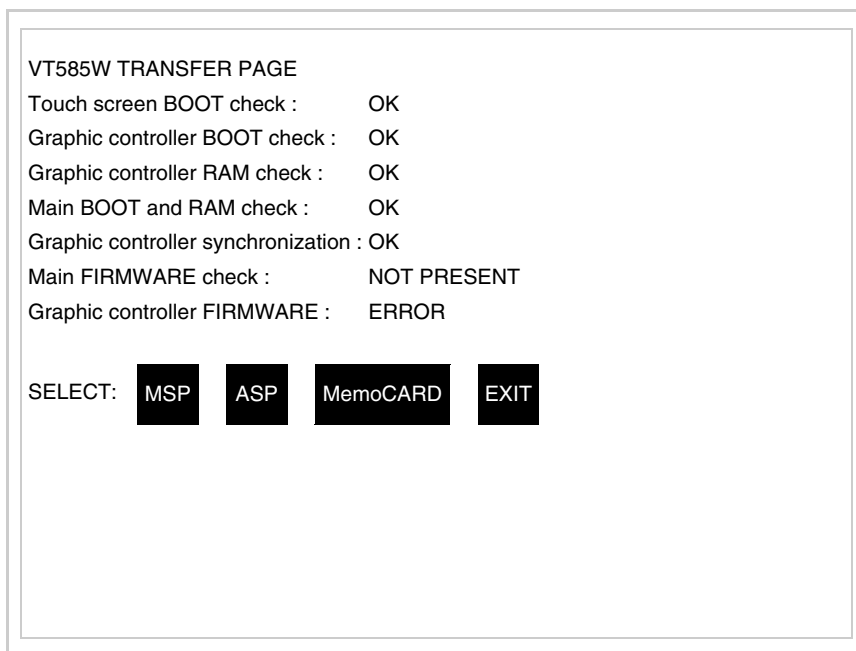 VT585W TRANSFER PAGE
Touch screen BOOT check : OK
Graphic controller BOOT check : OK
Graphic controller RAM check : OK
Main BOOT and RAM check : OK
Graphic controller synchronization : OK
Main FIRMWARE check : NOT PRESENT
Graphic controller FIRMWARE : ERROR
SELECT: MSP ASP MemoCARD EXIT